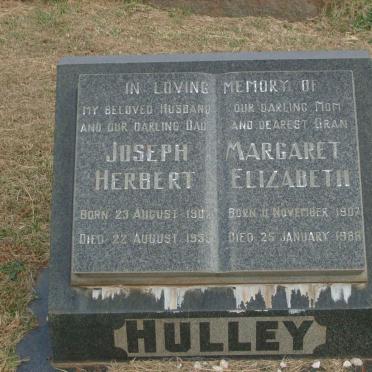 IN LOVING MEMORY OF
MY BELOVED HUSBAND
AND OUR DARLING DAD
JOSEPH
HERBERT
BORN 23 AUGUST
DIED 22 AUGUST
OUR DARLING MOM
AND DEAREST GRAN
MARGARET
ELIZABETH
BORN 11 NOVEMBER 1907
DIED 25 JANUARY
HULLEY